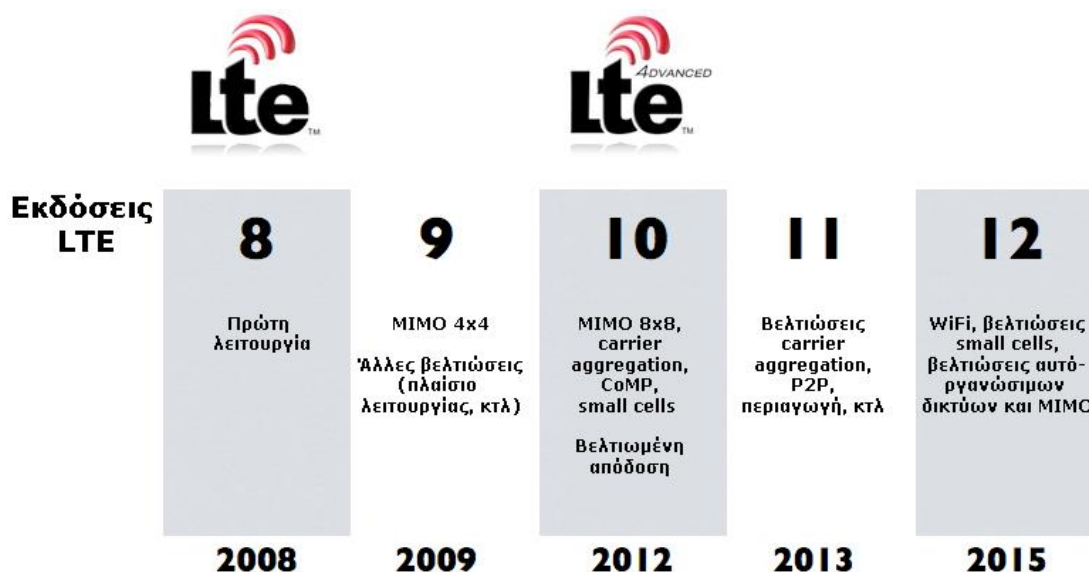 Lte
TM
4DVANCED
Lte
TM
Εκδόσεις
LTE
8
9
10
11
12
Πρώτη
λειτουργία
MIMO 4x4
Άλλες βελτιώσεις
(πλαίσιο
λειτουργίας, κτλ)
MIMO 8x8,
carrier
aggregation,
CoMP,
small cells
Βελτιωμένη
απόδοση
Βελτιώσεις
carrier
aggregation,
P2P,
περιαγωγή, κτλ
WiFi, βελτιώσεις
small cells,
βελτιώσεις αυτό-
ργανώσιμων
δικτύων και MIMO
2008
2009
2012
2013
2015